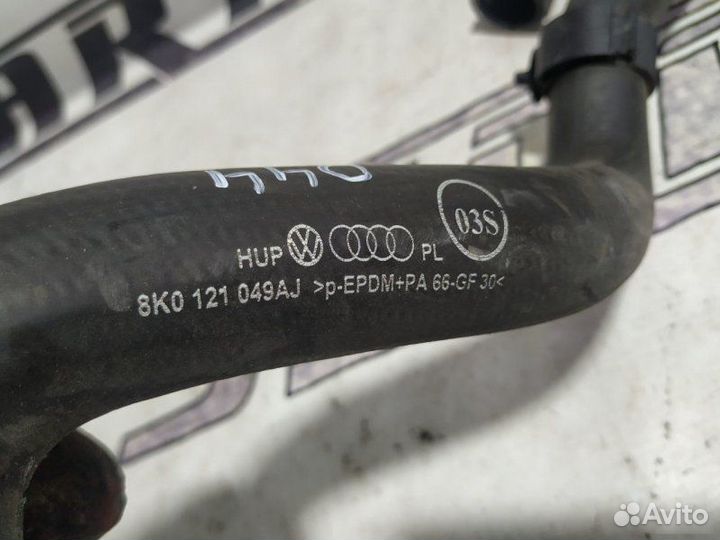 03S
HUP PL
8K0 121 049AJ >p-EPDM+PA 66-GF 30<
Avito